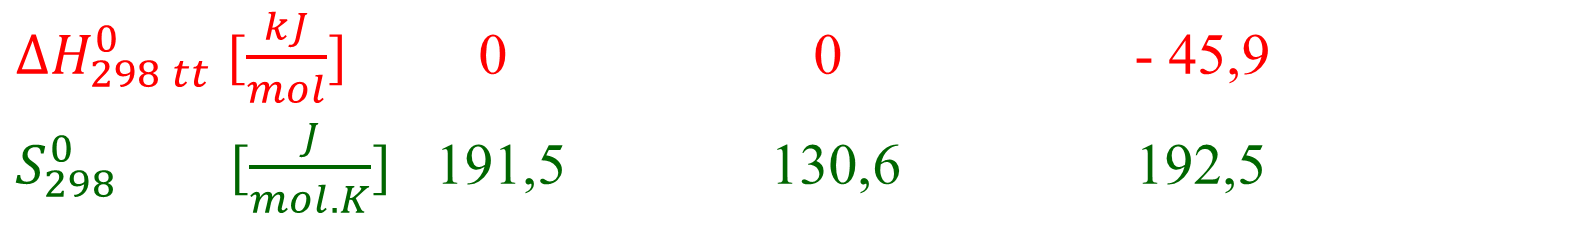 ΔH⁰₂₉₈ tt [kJ/mol] 0 0 - 45,9
S⁰₂₉₈ [J/mol.K] 191,5 130,6 192,5